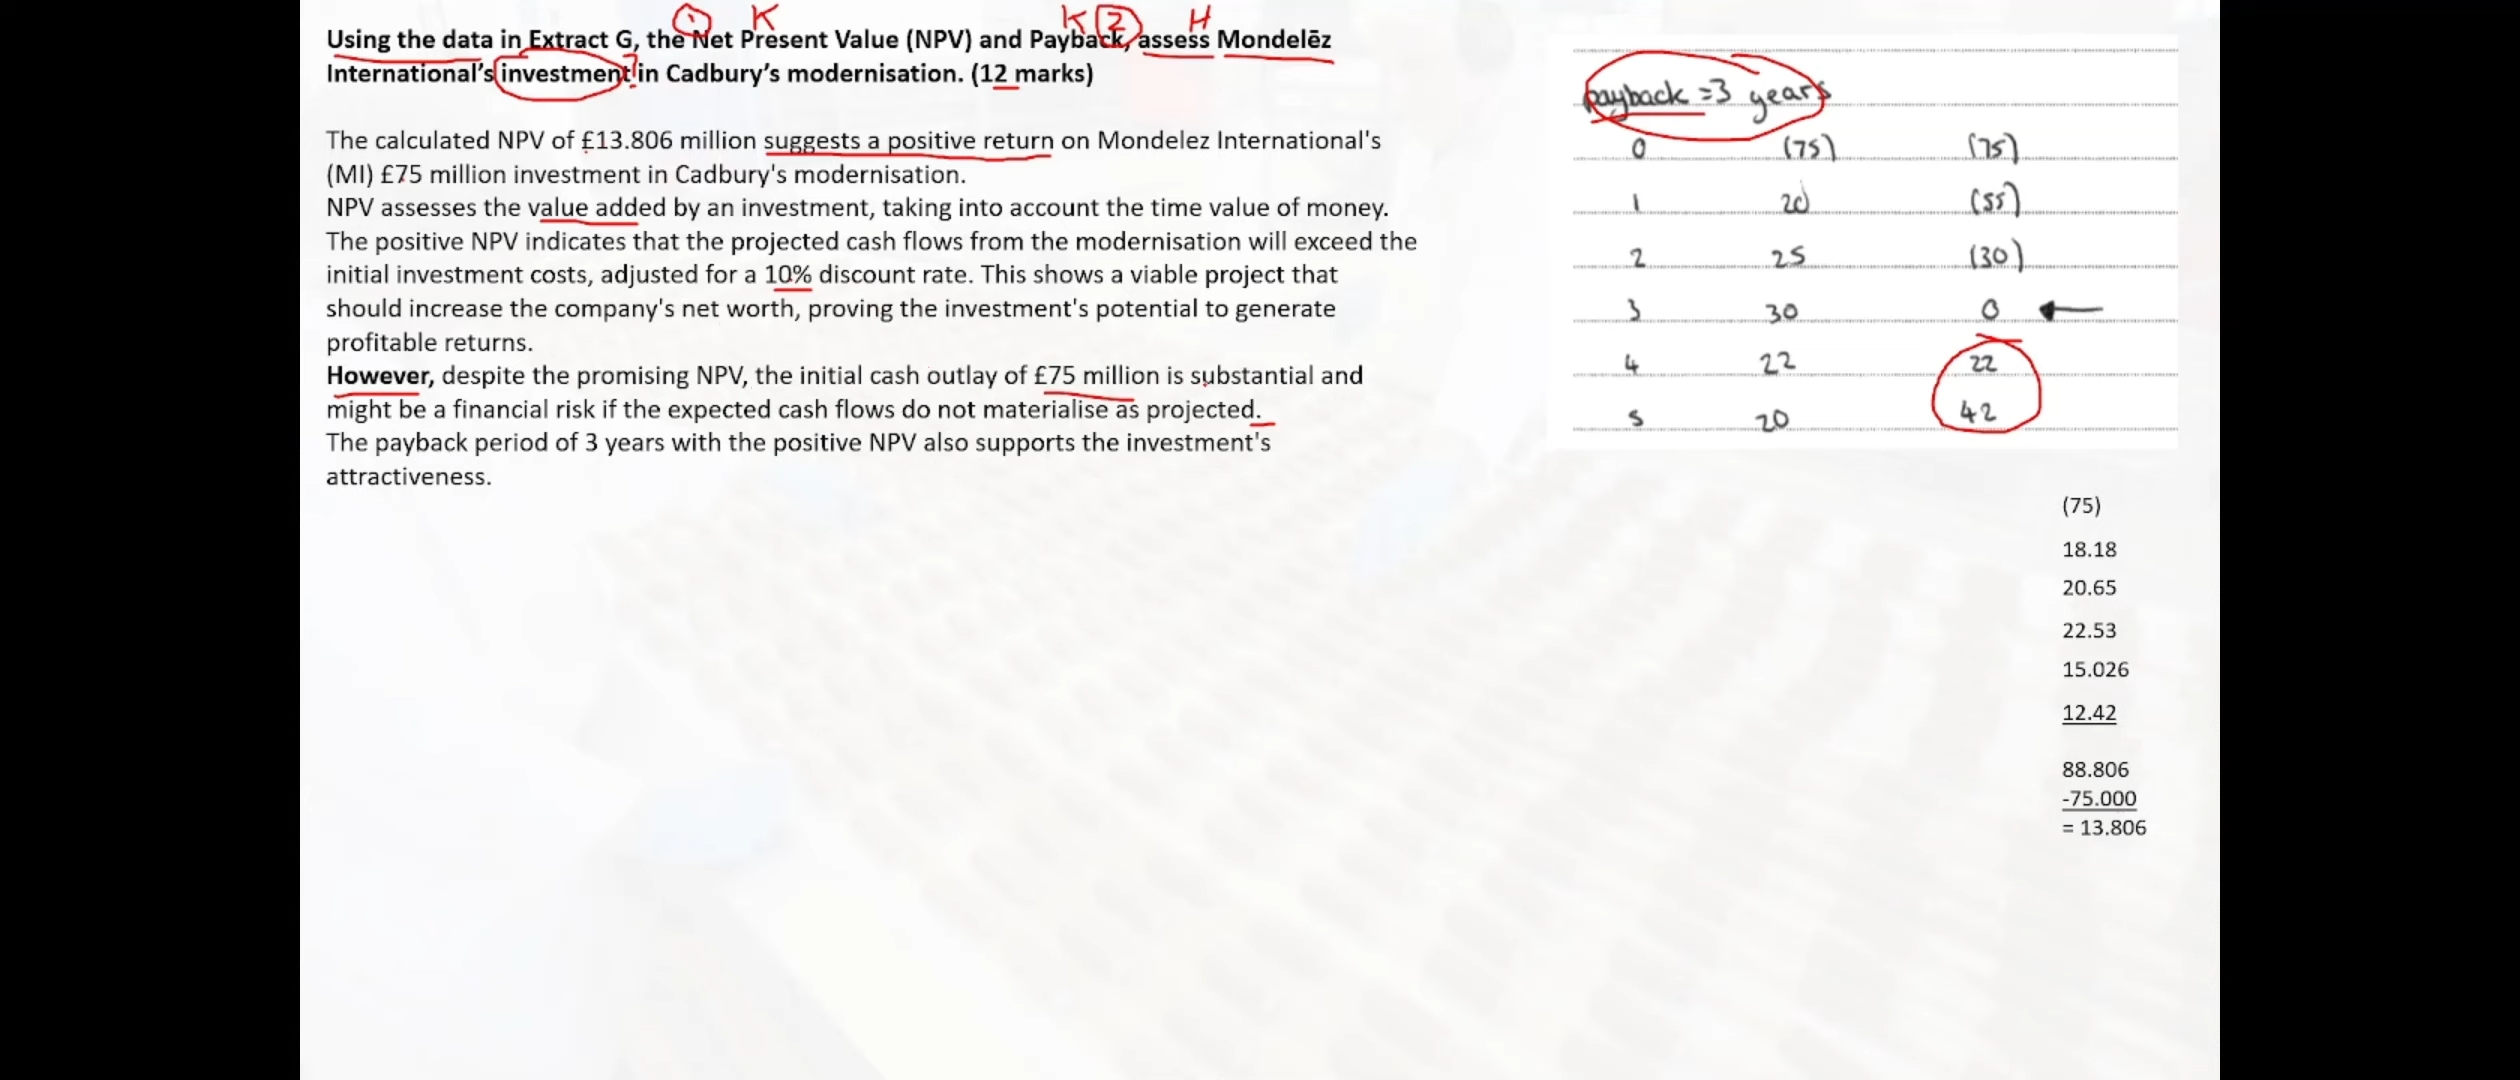 ① K K ② H
Using the data in Extract G, the Net Present Value (NPV) and Payback, assess Mondelēz
International’s investment in Cadbury’s modernisation. (12 marks)
The calculated NPV of £13.806 million suggests a positive return on Mondelez International's
(MI) £75 million investment in Cadbury's modernisation.
NPV assesses the value added by an investment, taking into account the time value of money.
The positive NPV indicates that the projected cash flows from the modernisation will exceed the
initial investment costs, adjusted for a 10% discount rate. This shows a viable project that
should increase the company's net worth, proving the investment's potential to generate
profitable returns.
However, despite the promising NPV, the initial cash outlay of £75 million is substantial and
might be a financial risk if the expected cash flows do not materialise as projected.
The payback period of 3 years with the positive NPV also supports the investment's
attractiveness.
payback = 3 years
0 (75) (75)
1 20 (55)
2 25 (30)
3 30 0
4 22 22
5 20 42
(75)
18.18
20.65
22.53
15.026
12.42
88.806
-75.000
= 13.806